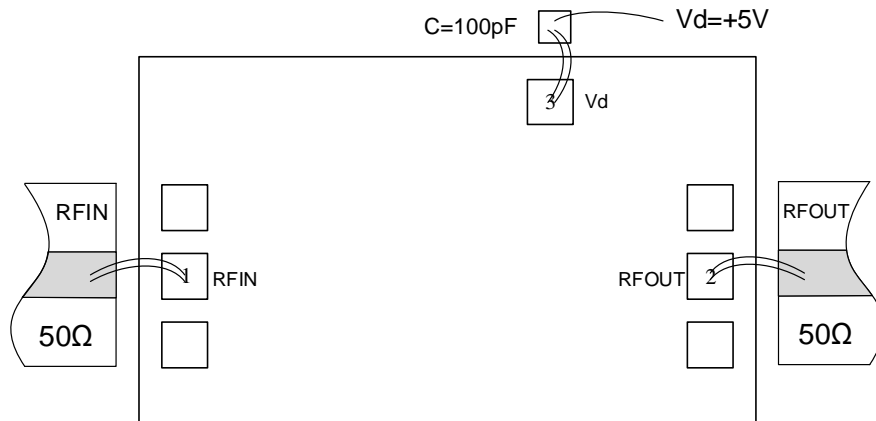 C=100pF
Vd=+5V
3
Vd
RFIN
RFOUT
1
RFIN
RFOUT
2
50Ω
50Ω